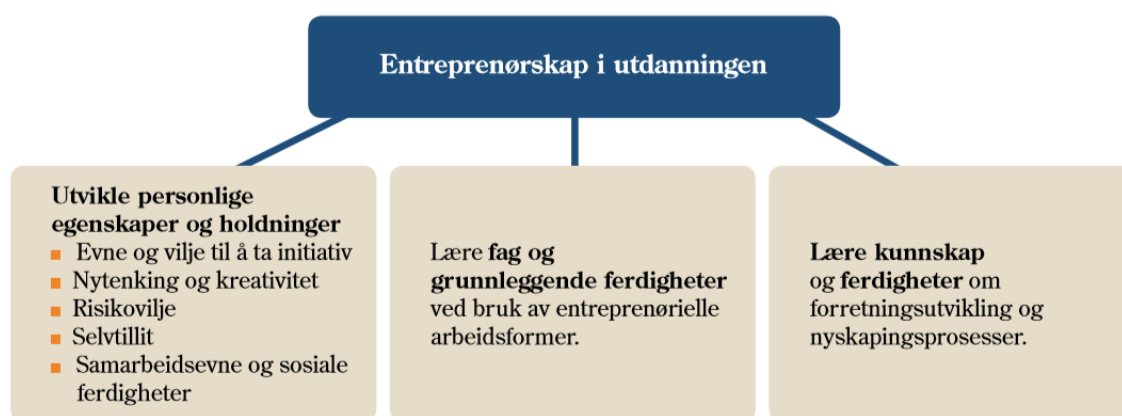 Entreprenørskap i utdanningen
Utvikle personlige
egenskaper og holdninger
Evne og vilje til å ta initiativ
Nytenking og kreativitet
Risikovilje
Selvtillit
Samarbeidsevne og sosiale
ferdigheter
Lære fag og
grunnleggende ferdigheter
ved bruk av entreprenørielle
arbeidsformer.
Lære kunnskap
og ferdigheter om
forretningsutvikling og
nyskapingsprosesser.